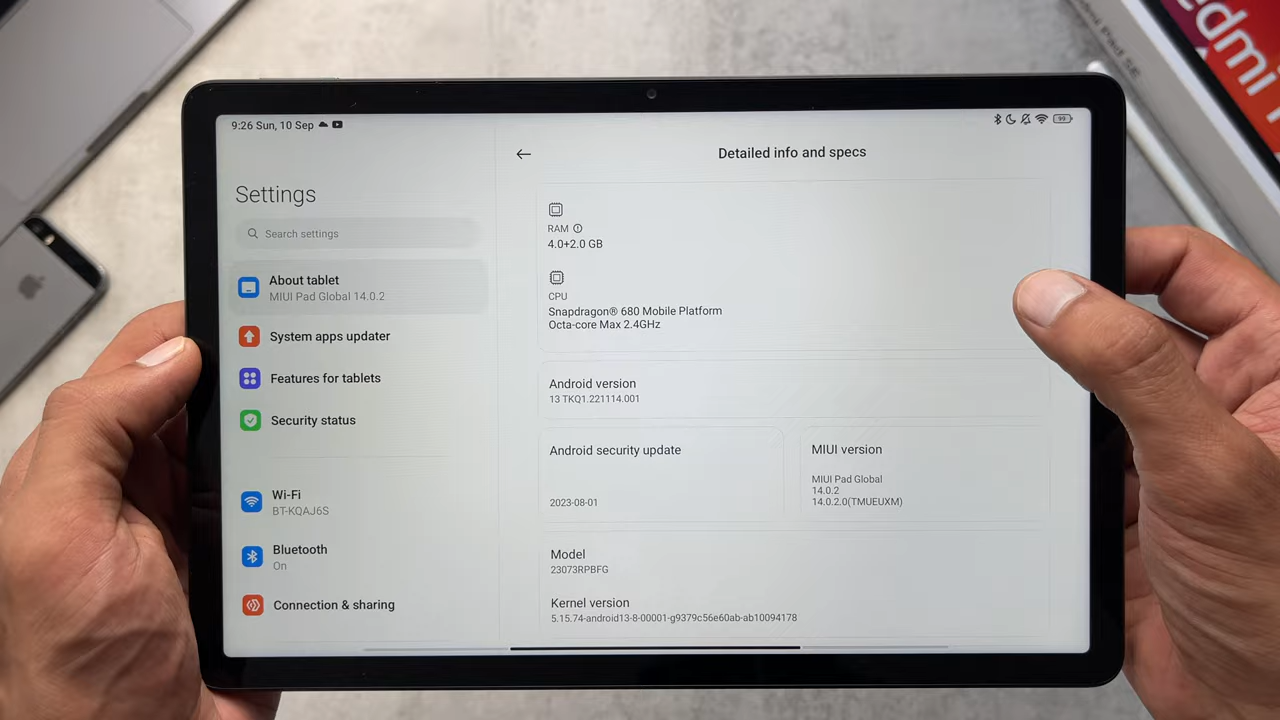 9:26 Sun, 10 Sep
99
Settings
Search settings
About tablet
MIUI Pad Global 14.0.2
System apps updater
Features for tablets
Security status
Wi-Fi
BT-KQAJ6S
Bluetooth
On
Connection & sharing
Detailed info and specs
RAM
4.0+2.0 GB
CPU
Snapdragon® 680 Mobile Platform
Octa-core Max 2.4GHz
Android version
13 TKQ1.221114.001
Android security update
2023-08-01
MIUI version
MIUI Pad Global
14.0.2
14.0.2.0(TMUEUXM)
Model
23073RPBFG
Kernel version
5.15.74-android13-8-00001-g9379c56e60ab-ab10094178
Pad SE
edmi